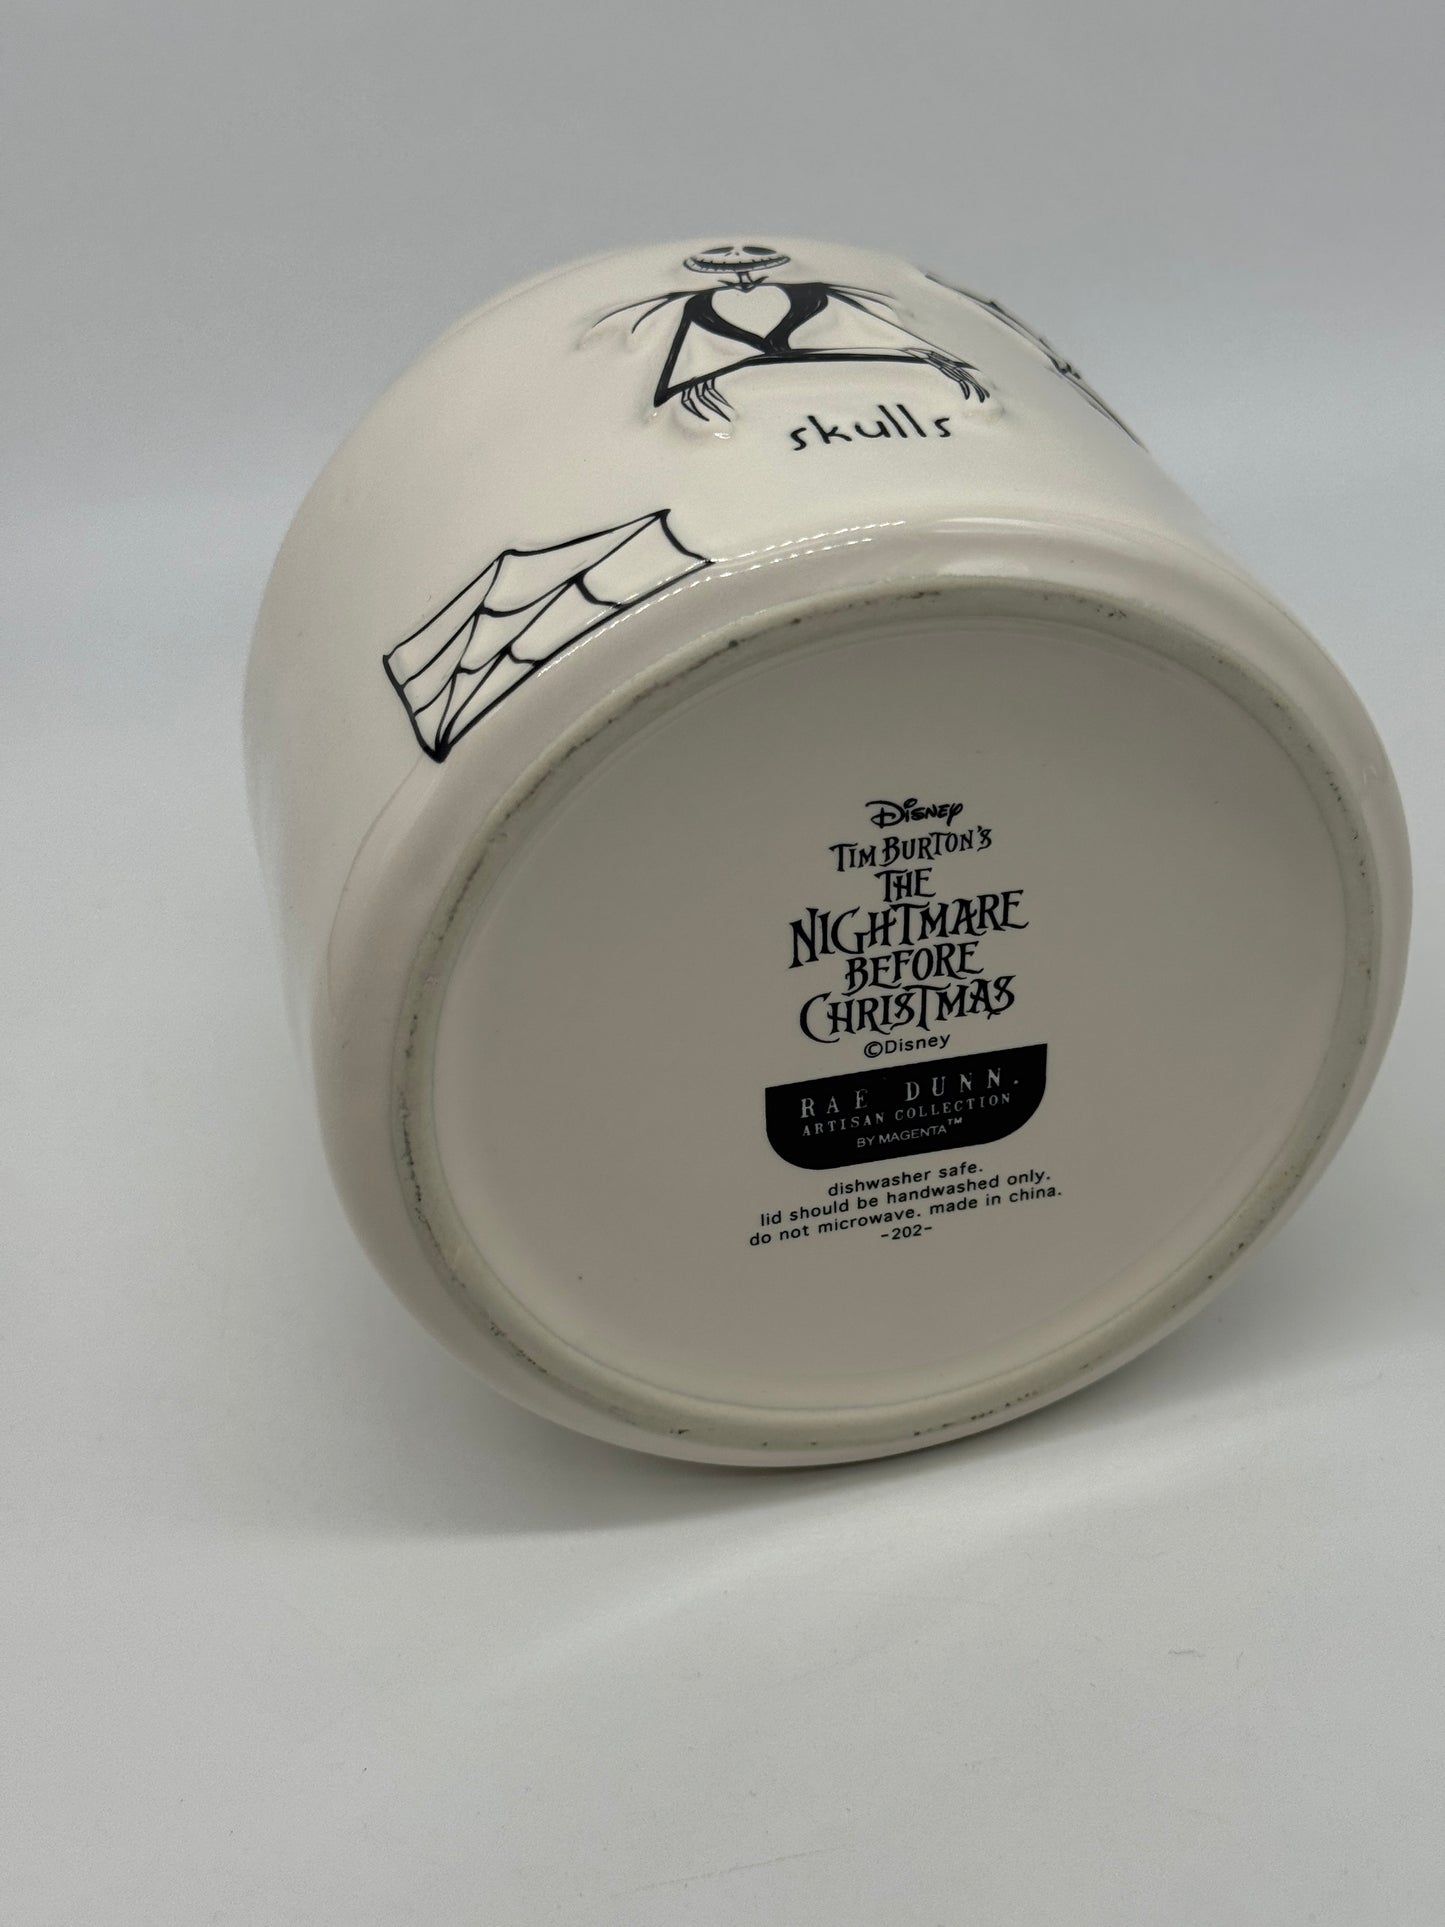 skulls
Disney
TIM BURTON'S
THE
NIGHTMARE
BEFORE
CHRISTMAS
©Disney
RAE DUNN.
ARTISAN COLLECTION
BY MAGENTA™
dishwasher safe.
lid should be handwashed only.
do not microwave. made in china.
-202-